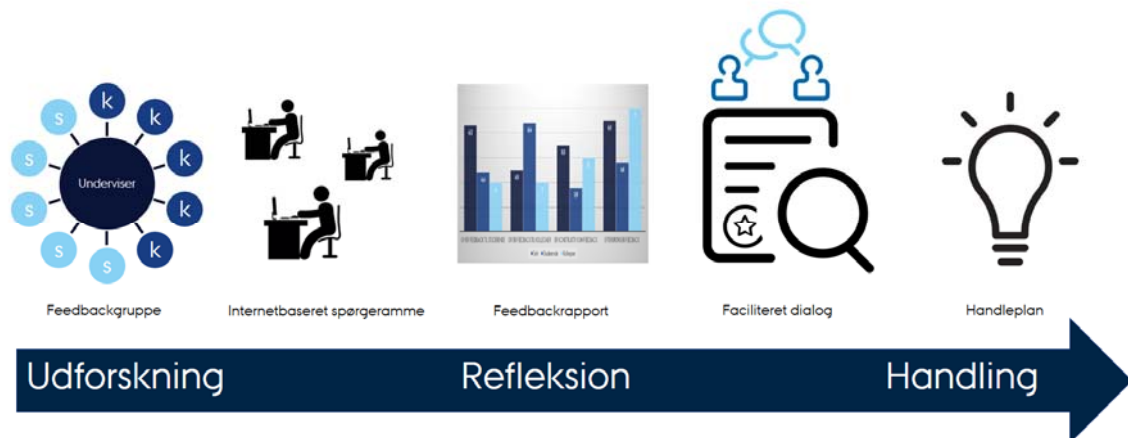 k
s
k
s
k
Underviser
s
k
s
k
s
s
Feedbackgruppe
Internetbaseret spørgeramme
Feedbackrapport
Faciliteret dialog
Handleplan
Udforskning
Refleksion
Handling